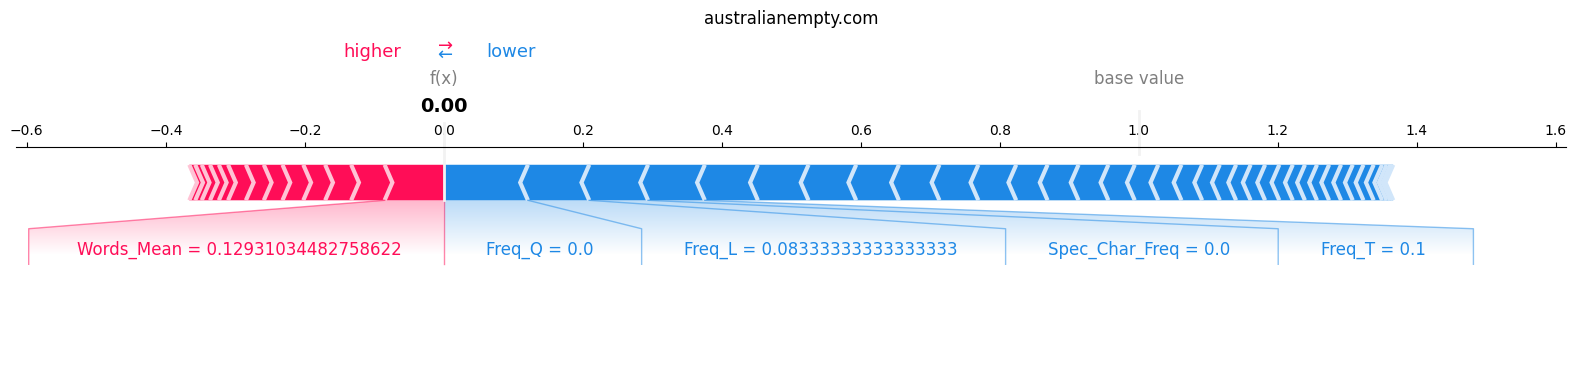 australianempty.com
higher ⇄ lower
f(x) base value
0.00
−0.6 −0.4 −0.2 0.0 0.2 0.4 0.6 0.8 1.0 1.2 1.4 1.6
Words_Mean = 0.12931034482758622 Freq_Q = 0.0 Freq_L = 0.08333333333333333 Spec_Char_Freq = 0.0 Freq_T = 0.1